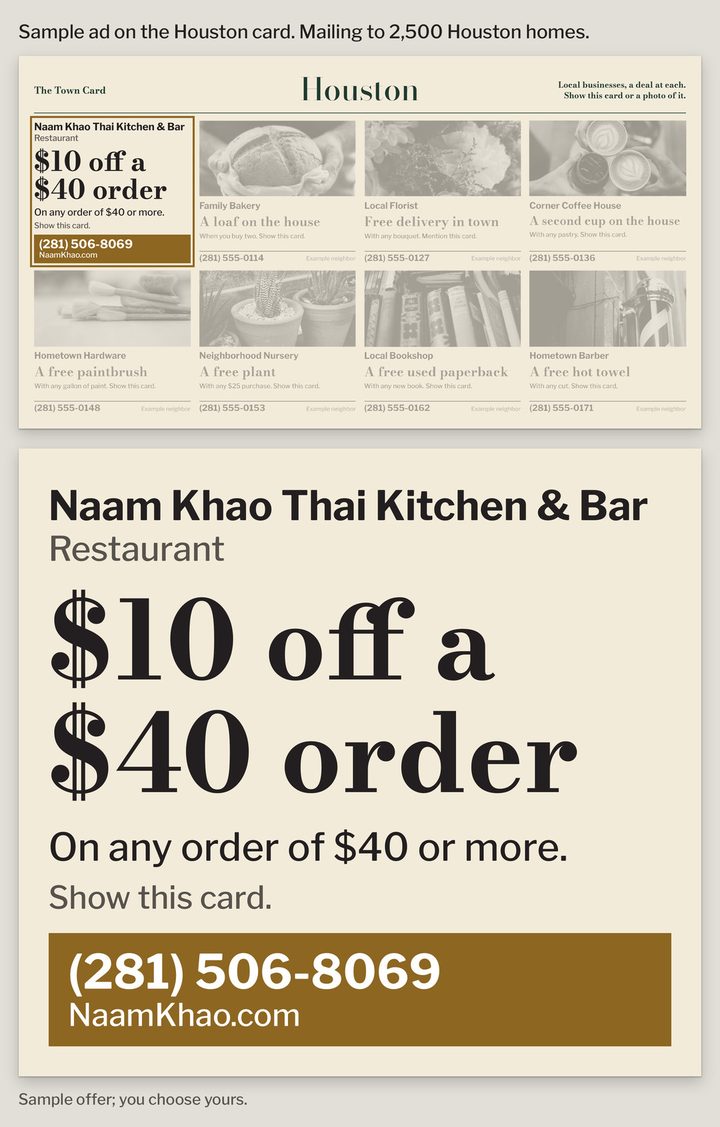 Sample ad on the Houston card. Mailing to 2,500 Houston homes.
The Town Card
Houston
Local businesses, a deal at each.
Show this card or a photo of it.
Naam Khao Thai Kitchen & Bar
Restaurant
$10 off a
$40 order
On any order of $40 or more.
Show this card.
(281) 506-8069
NaamKhao.com
Family Bakery
A loaf on the house
When you buy two. Show this card.
(281) 555-0114
Example neighbor
Local Florist
Free delivery in town
With any bouquet. Mention this card.
(281) 555-0127
Example neighbor
Corner Coffee House
A second cup on the house
With any pastry. Show this card.
(281) 555-0136
Example neighbor
Hometown Hardware
A free paintbrush
With any gallon of paint. Show this card.
(281) 555-0148
Example neighbor
Neighborhood Nursery
A free plant
With any $25 purchase. Show this card.
(281) 555-0153
Example neighbor
Local Bookshop
A free used paperback
With any new book. Show this card.
(281) 555-0162
Example neighbor
Hometown Barber
A free hot towel
With any cut. Show this card.
(281) 555-0171
Example neighbor
Naam Khao Thai Kitchen & Bar
Restaurant
$10 off a
$40 order
On any order of $40 or more.
Show this card.
(281) 506-8069
NaamKhao.com
Sample offer; you choose yours.